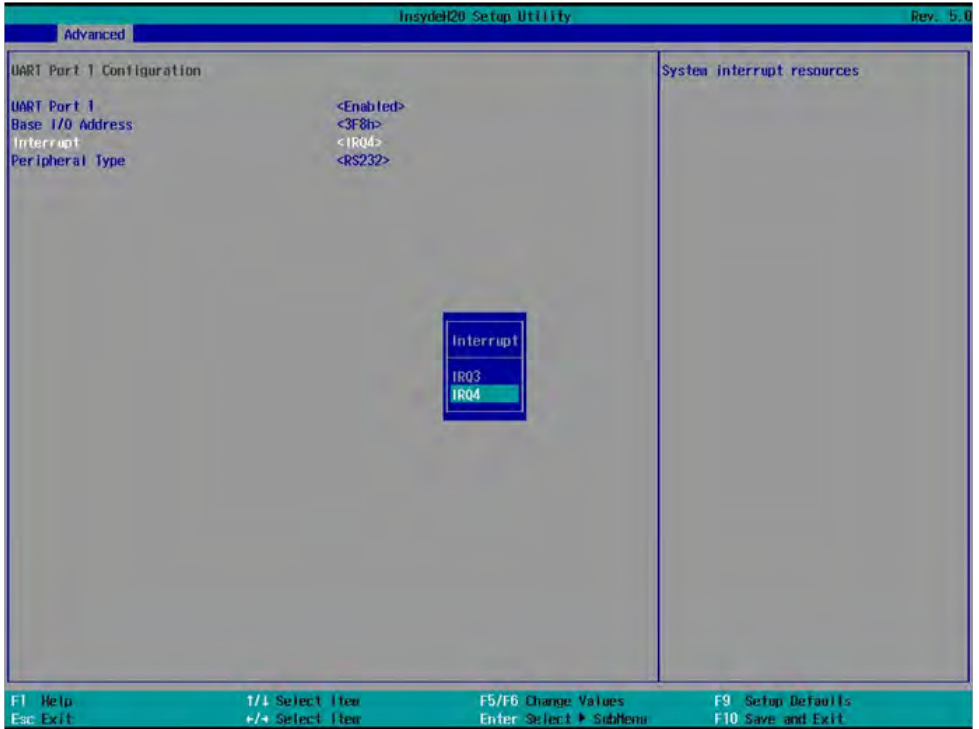 InsydeH20 Setup Utility Rev. 5.0
Advanced
UART Port 1 Configuration
System interrupt resources
UART Port 1 <Enabled>
Base I/O Address <3F8h>
Interrupt <IRQ4>
Peripheral Type <RS232>
Interrupt
IRQ3
IRQ4
F1 Help ↑/↓ Select Item F5/F6 Change Values F9 Setup Defaults
Esc Exit ←/→ Select Item Enter Select ▶ SubMenu F10 Save and Exit